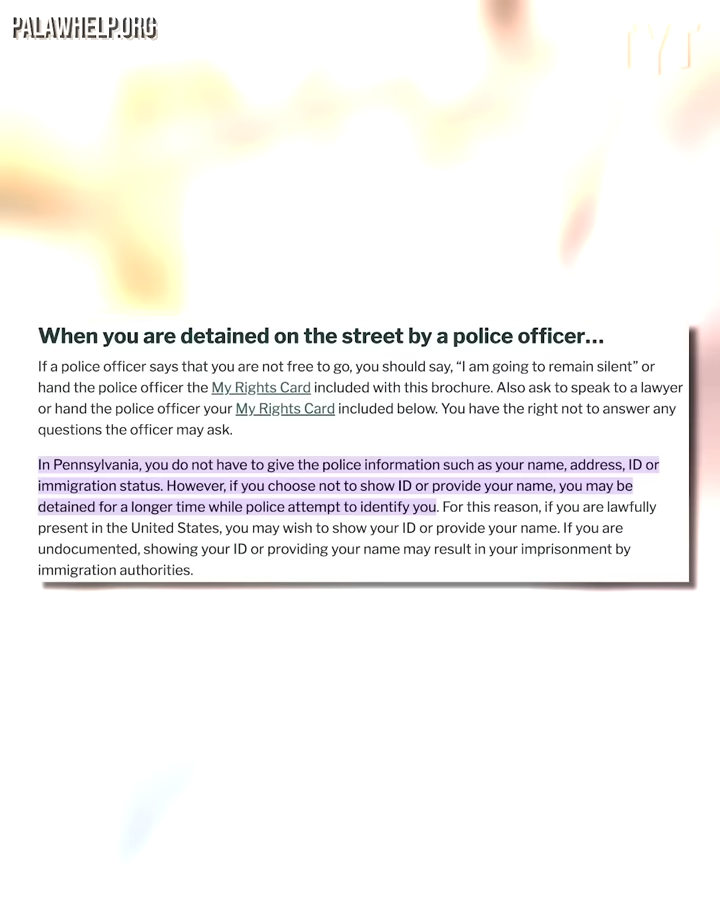 PALAWHELP.ORG
TYT
When you are detained on the street by a police officer…
If a police officer says that you are not free to go, you should say, “I am going to remain silent” or
hand the police officer the My Rights Card included with this brochure. Also ask to speak to a lawyer
or hand the police officer your My Rights Card included below. You have the right not to answer any
questions the officer may ask.
In Pennsylvania, you do not have to give the police information such as your name, address, ID or
immigration status. However, if you choose not to show ID or provide your name, you may be
detained for a longer time while police attempt to identify you. For this reason, if you are lawfully
present in the United States, you may wish to show your ID or provide your name. If you are
undocumented, showing your ID or providing your name may result in your imprisonment by
immigration authorities.